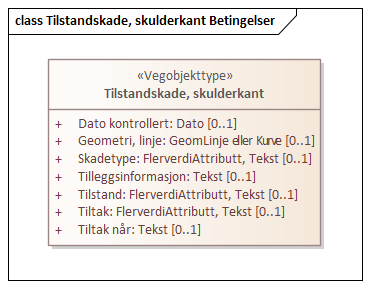 class Tilstandskade, skulderkant Betingelser
«Vegobjekttype»
Tilstandskade, skulderkant
+ Dato kontrollert: Dato [0..1]
+ Geometri, linje: GeomLinje eller Kurve [0..1]
+ Skadetype: FlerverdiAttributt, Tekst [0..1]
+ Tilleggsinformasjon: Tekst [0..1]
+ Tilstand: FlerverdiAttributt, Tekst [0..1]
+ Tiltak: FlerverdiAttributt, Tekst [0..1]
+ Tiltak når: Tekst [0..1]